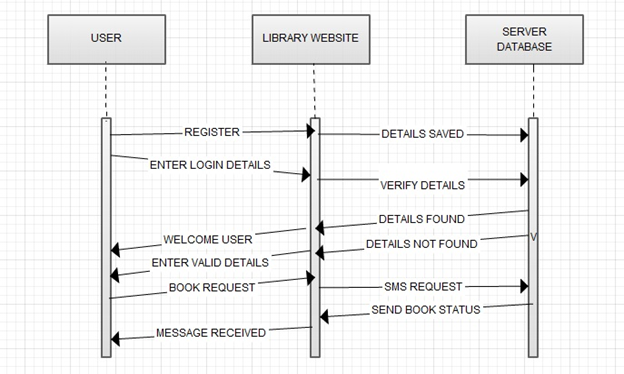 USER
LIBRARY WEBSITE
SERVER
DATABASE
REGISTER
DETAILS SAVED
ENTER LOGIN DETAILS
VERIFY DETAILS
DETAILS FOUND
WELCOME USER
DETAILS NOT FOUND
V
ENTER VALID DETAILS
BOOK REQUEST
SMS REQUEST
SEND BOOK STATUS
MESSAGE RECEIVED